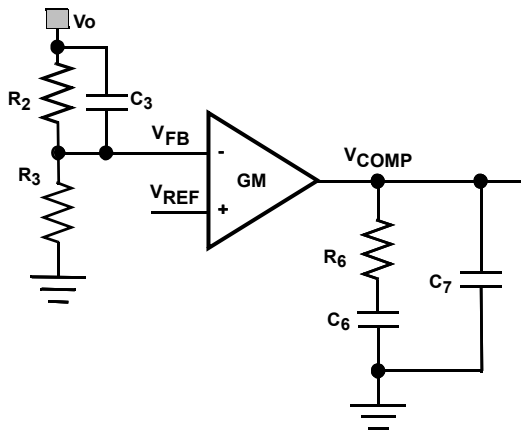 Vo
R2
C3
VFB
-
R3
VREF
GM
+
VCOMP
R6
C7
C6